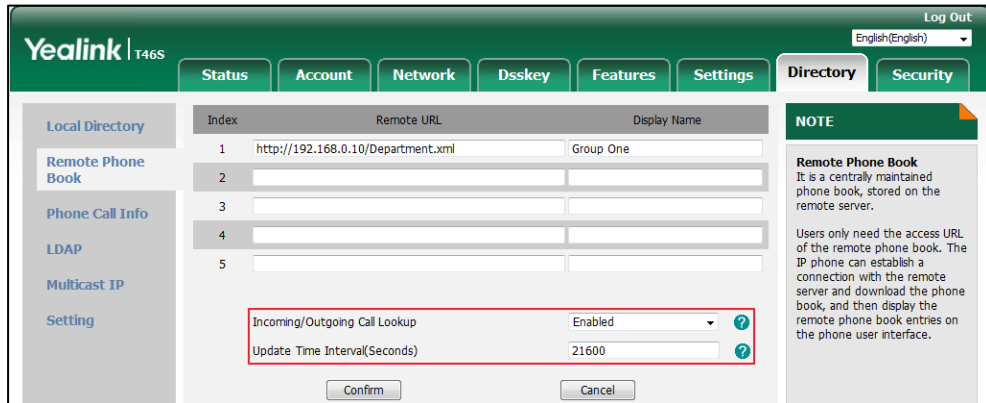 Log Out
Yealink T46S
English(English)
Status Account Network Dsskey Features Settings Directory Security
Local Directory
Remote Phone
Book
Phone Call Info
LDAP
Multicast IP
Setting
Index Remote URL Display Name
1 http://192.168.0.10/Department.xml Group One
2
3
4
5
Incoming/Outgoing Call Lookup Enabled ?
Update Time Interval(Seconds) 21600 ?
Confirm Cancel
NOTE
Remote Phone Book
It is a centrally maintained
phone book, stored on the
remote server.
Users only need the access URL
of the remote phone book. The
IP phone can establish a
connection with the remote
server and download the phone
book, and then display the
remote phone book entries on
the phone user interface.